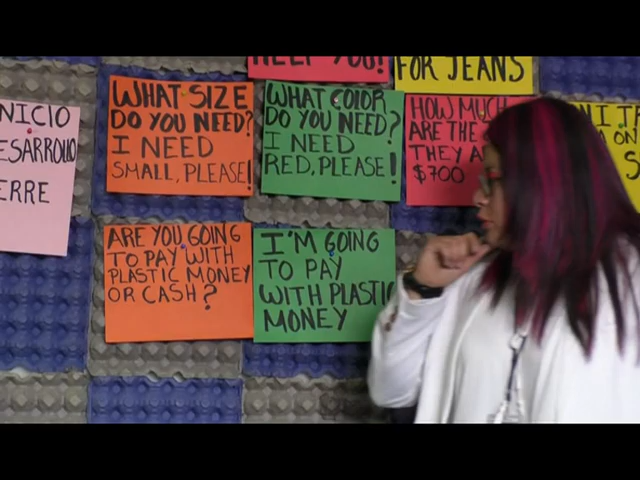 HELP YOU!
FOR JEANS
NICIO
ESARROLLO
ERRE
WHAT SIZE
DO YOU NEED?
I NEED
SMALL, PLEASE!
WHAT COLOR
DO YOU NEED?
I NEED
RED, PLEASE!
HOW MUCH
ARE THE
THEY A
$700
ARE YOU GOING
TO PAY WITH
PLASTIC MONEY
OR CASH?
I'M GOING
TO PAY
WITH PLASTIC
MONEY